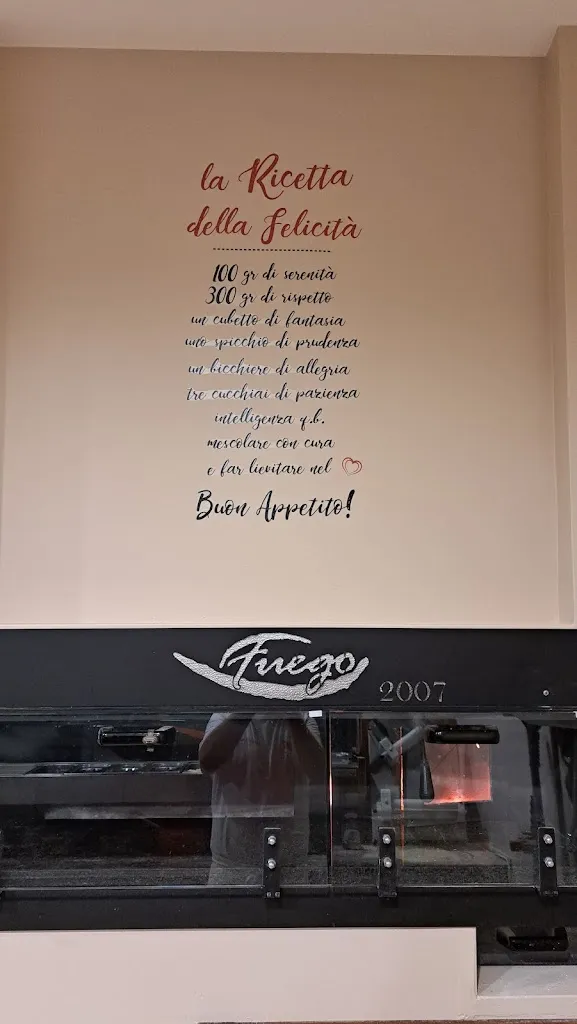 la Ricetta
della Felicità
100 gr di serenità
300 gr di rispetto
un cubetto di fantasia
uno spicchio di prudenza
un bicchiere di allegria
tre cucchiai di pazienza
intelligenza q.b.
mescolare con cura
e far lievitare nel
Buon Appetito!
Fuego
2007